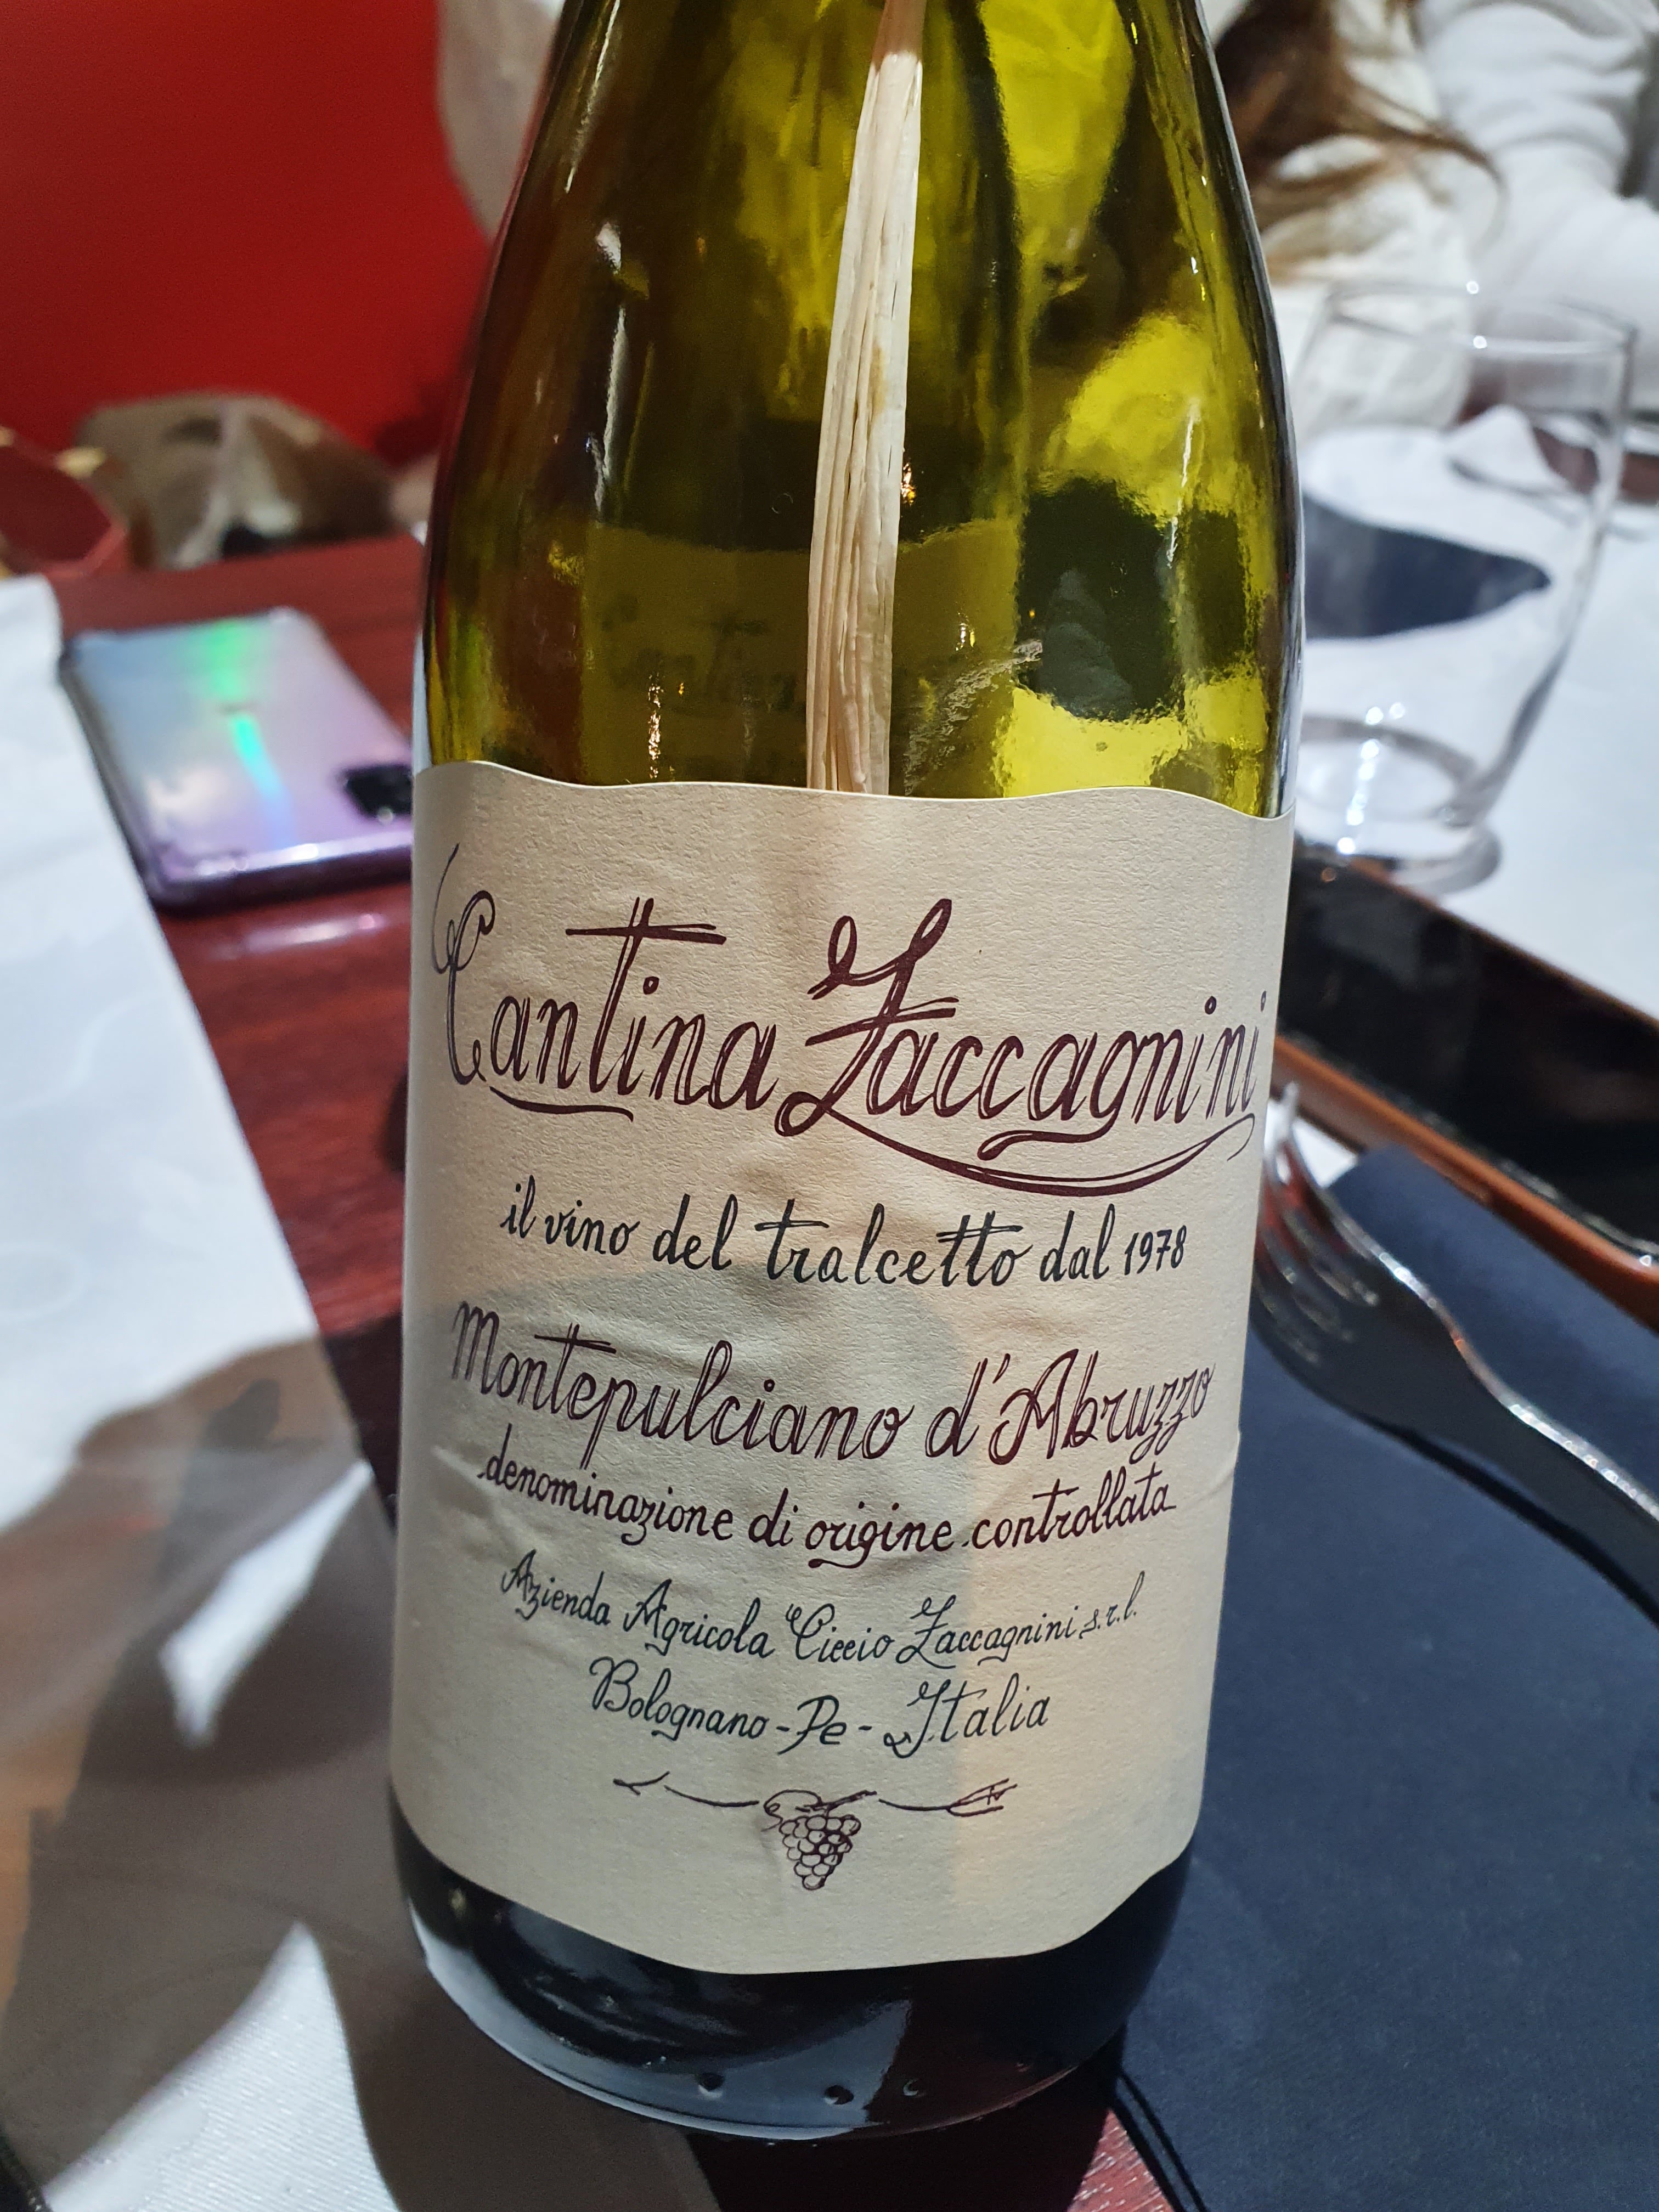 Cantina Zaccagnini
il vino del tralcetto dal 1978
Montepulciano d'Abruzzo
denominazione di origine controllata
Azienda Agricola Ciccio Zaccagnini s.r.l.
Bolognano - Pe - Italia